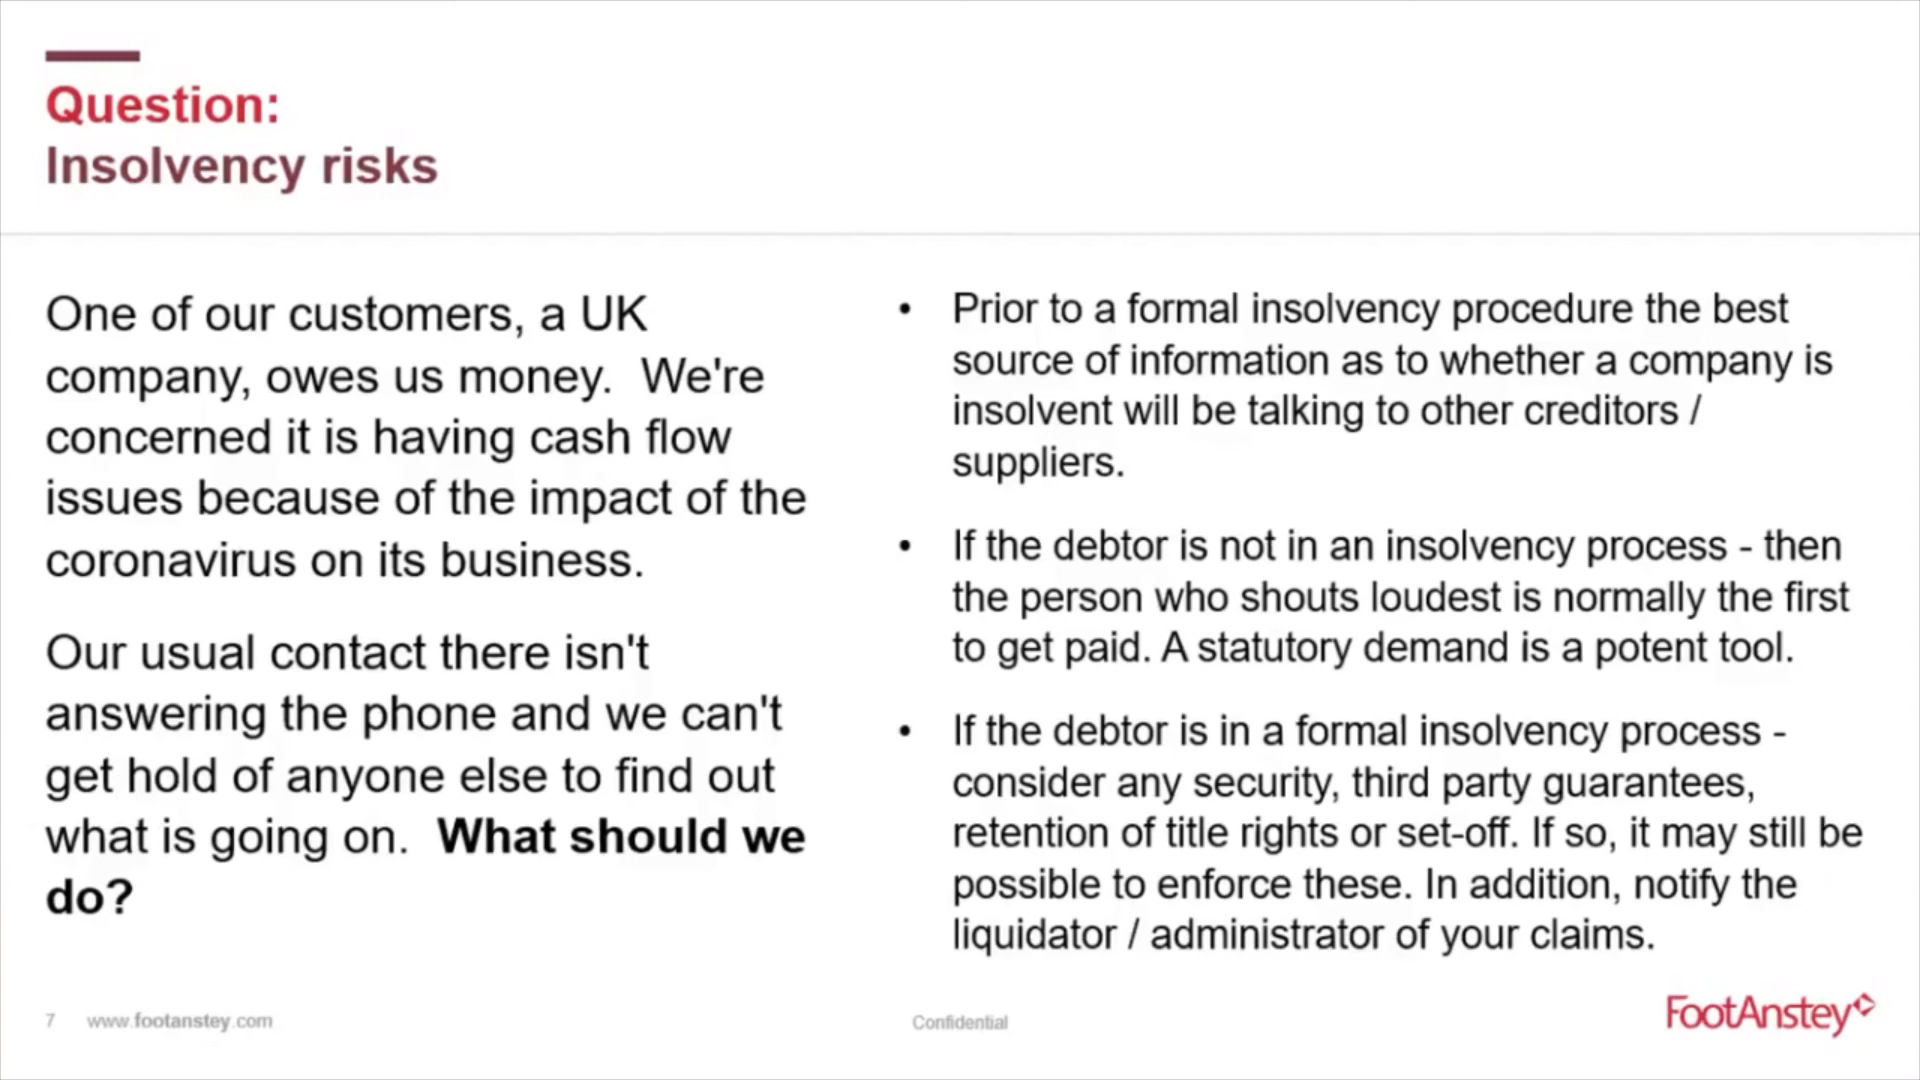 Question:
Insolvency risks
One of our customers, a UK
company, owes us money.  We're
concerned it is having cash flow
issues because of the impact of the
coronavirus on its business.
Our usual contact there isn't
answering the phone and we can't
get hold of anyone else to find out
what is going on.  What should we
do?
• Prior to a formal insolvency procedure the best
source of information as to whether a company is
insolvent will be talking to other creditors /
suppliers.
• If the debtor is not in an insolvency process - then
the person who shouts loudest is normally the first
to get paid. A statutory demand is a potent tool.
• If the debtor is in a formal insolvency process -
consider any security, third party guarantees,
retention of title rights or set-off. If so, it may still be
possible to enforce these. In addition, notify the
liquidator / administrator of your claims.
7 www.footanstey.com
Confidential
FootAnstey